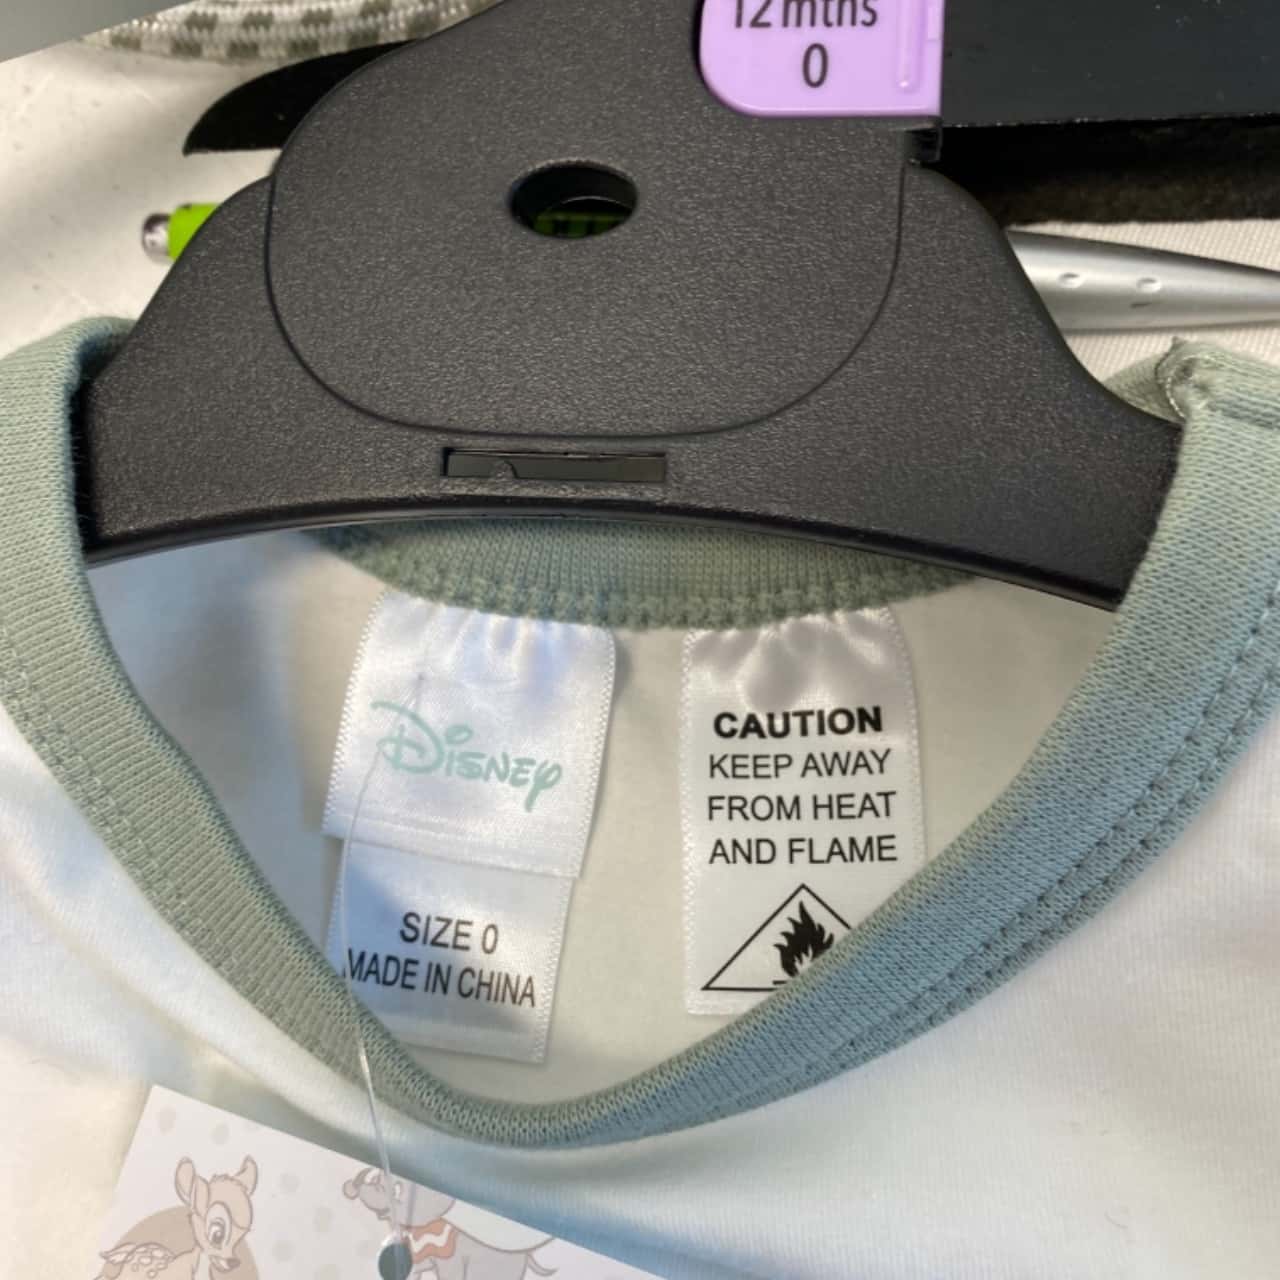 12 mths
0
Disney
SIZE 0
MADE IN CHINA
CAUTION
KEEP AWAY
FROM HEAT
AND FLAME